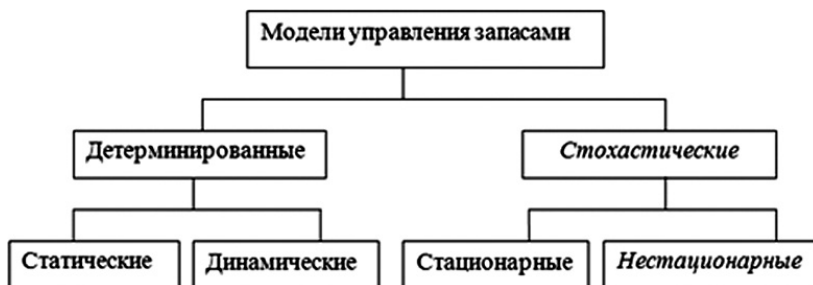 Модели управления запасами
Детерминированные
Стохастические
Статические
Динамические
Стационарные
Нестационарные